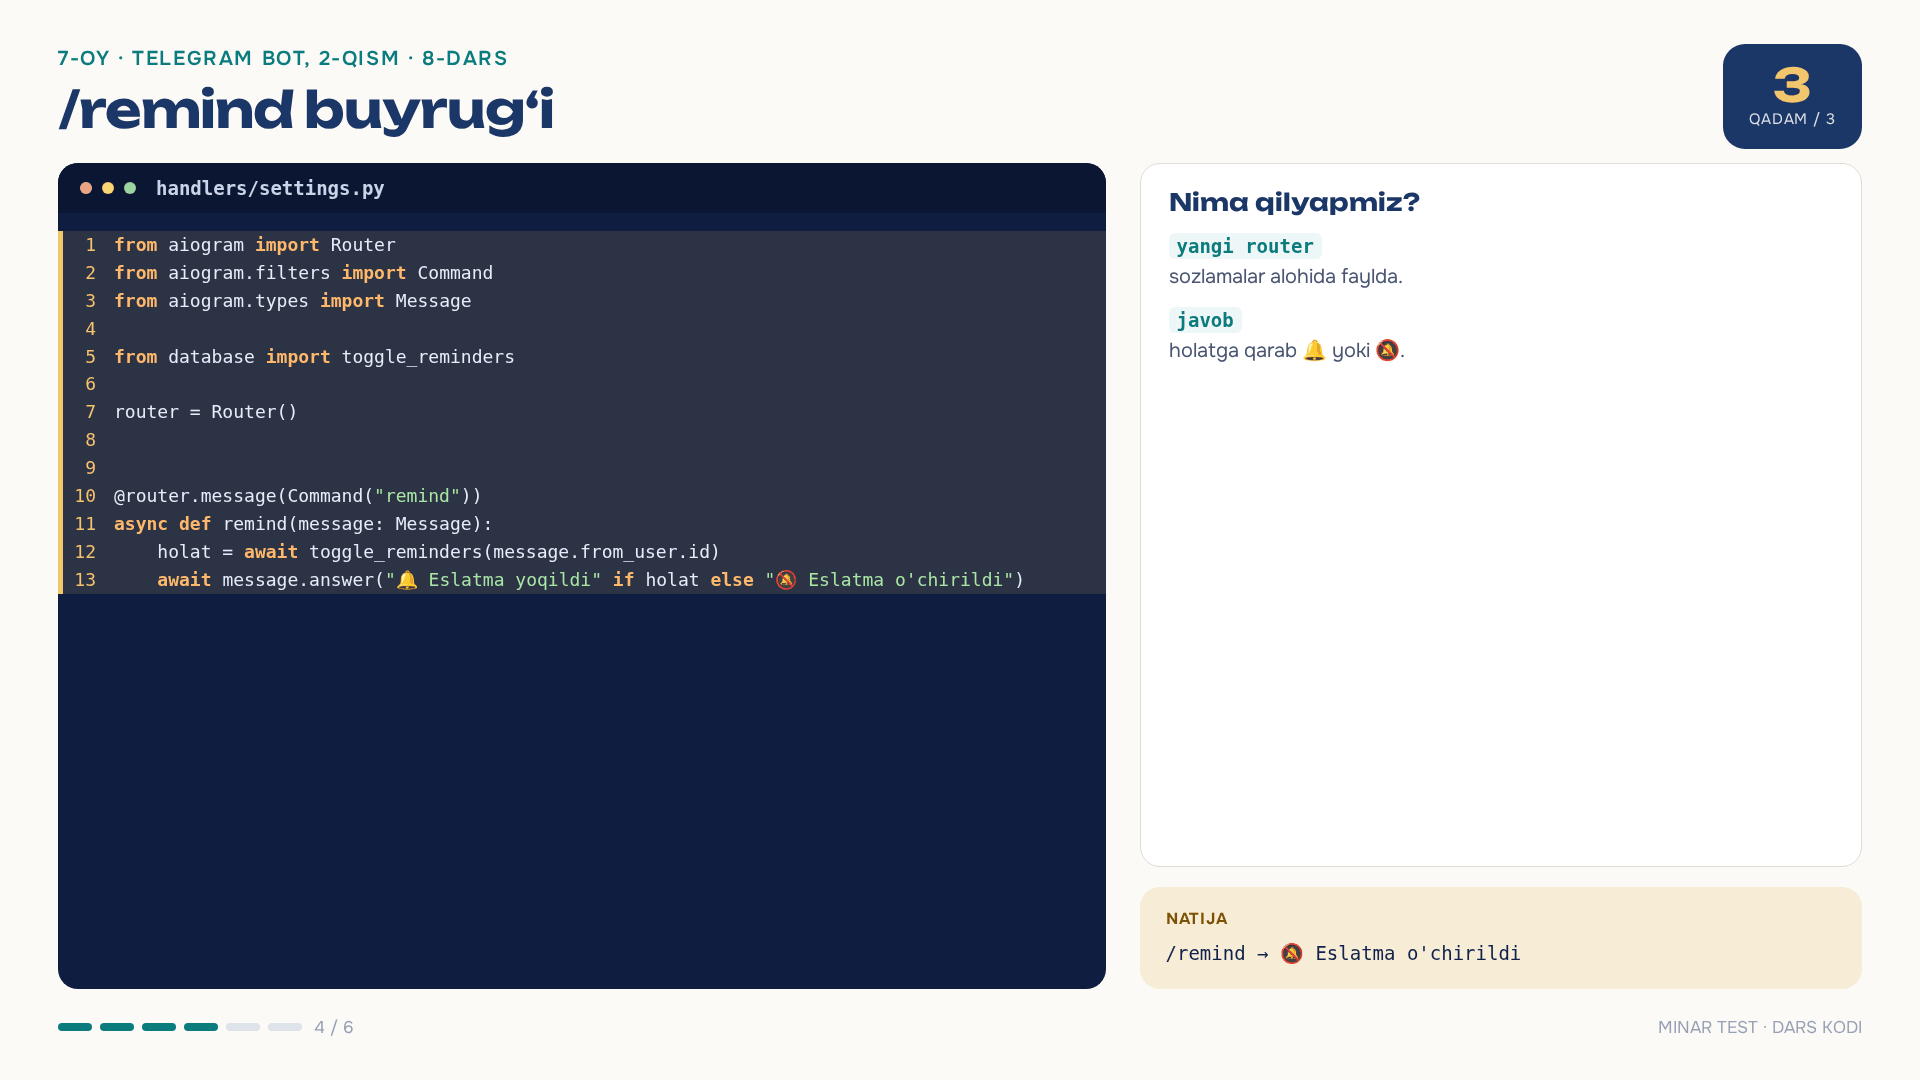 7-OY · TELEGRAM BOT, 2-QISM · 8-DARS
/remind buyrug‘i
3
QADAM / 3
handlers/settings.py
1 from aiogram import Router
2 from aiogram.filters import Command
3 from aiogram.types import Message
4
5 from database import toggle_reminders
6
7 router = Router()
8
9
10 @router.message(Command("remind"))
11 async def remind(message: Message):
12     holat = await toggle_reminders(message.from_user.id)
13     await message.answer("🔔 Eslatma yoqildi" if holat else "🔕 Eslatma o'chirildi")
Nima qilyapmiz?
yangi router
sozlamalar alohida faylda.
javob
holatga qarab 🔔 yoki 🔕.
NATIJA
/remind → 🔕 Eslatma o'chirildi
4 / 6
MINAR TEST · DARS KODI